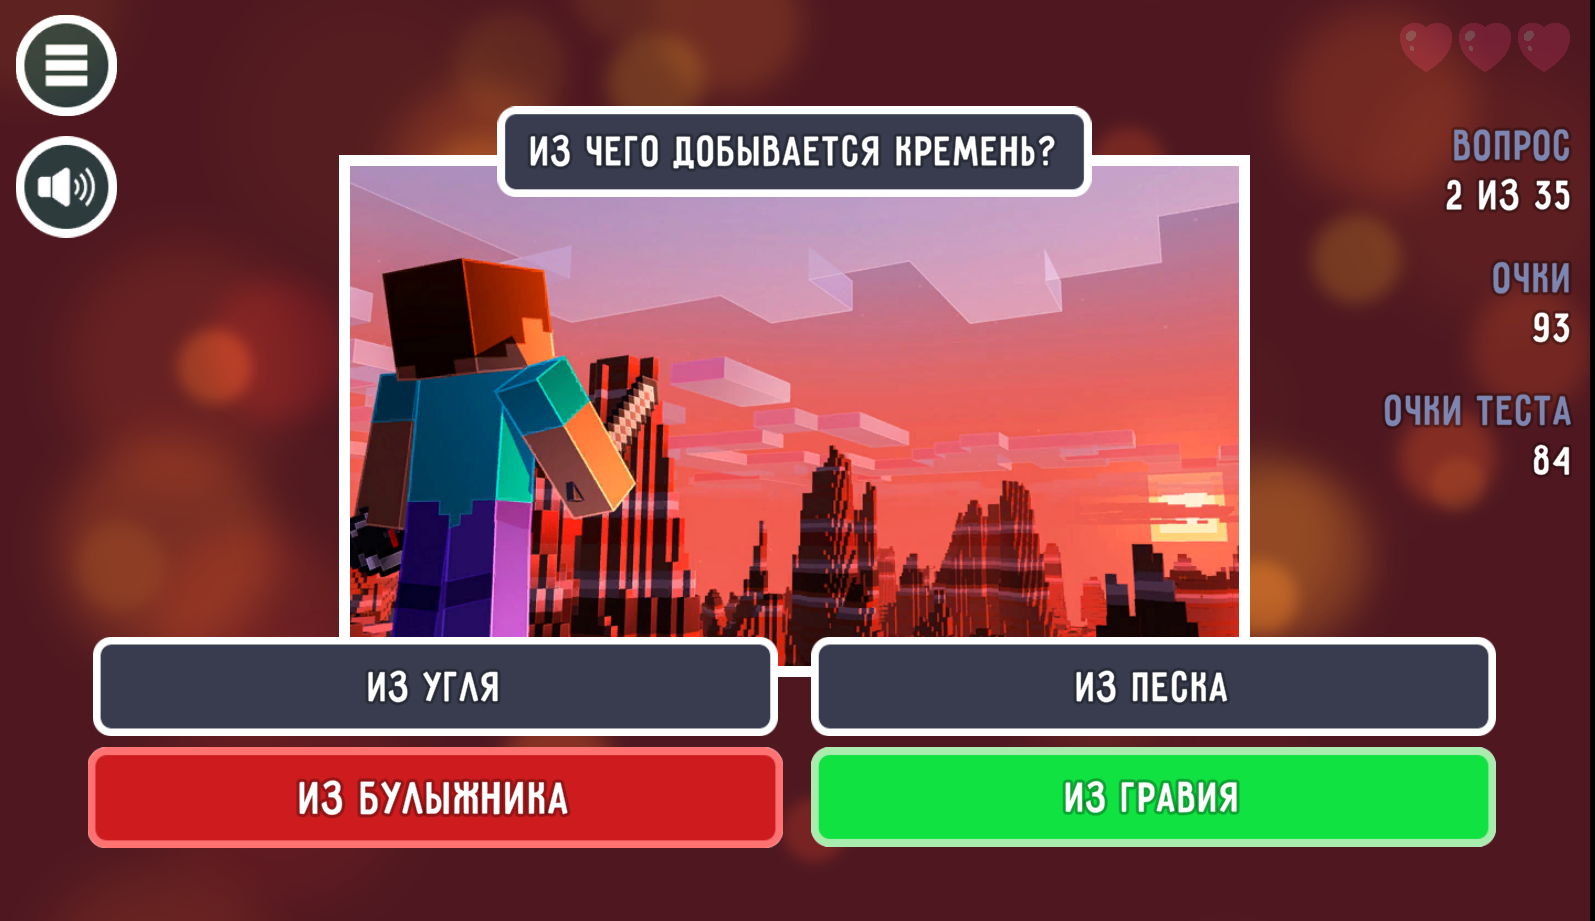 ИЗ ЧЕГО ДОБЫВАЕТСЯ КРЕМЕНЬ?
ВОПРОС
2 ИЗ 35
ОЧКИ
93
ОЧКИ ТЕСТА
84
ИЗ УГЛЯ
ИЗ ПЕСКА
ИЗ БУЛЫЖНИКА
ИЗ ГРАВИЯ